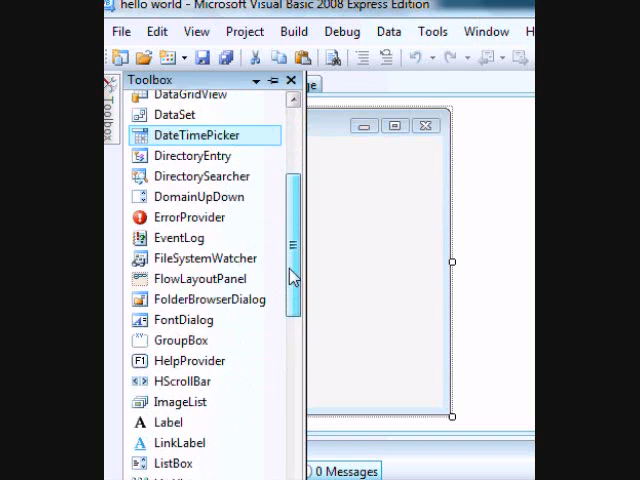 hello world - Microsoft Visual Basic 2008 Express Edition
File Edit View Project Build Debug Data Tools Window H
Toolbox
Toolbox
DataGridView
DataSet
DateTimePicker
DirectoryEntry
DirectorySearcher
DomainUpDown
ErrorProvider
EventLog
FileSystemWatcher
FlowLayoutPanel
FolderBrowserDialog
FontDialog
GroupBox
HelpProvider
HScrollBar
ImageList
Label
LinkLabel
ListBox
0 Messages